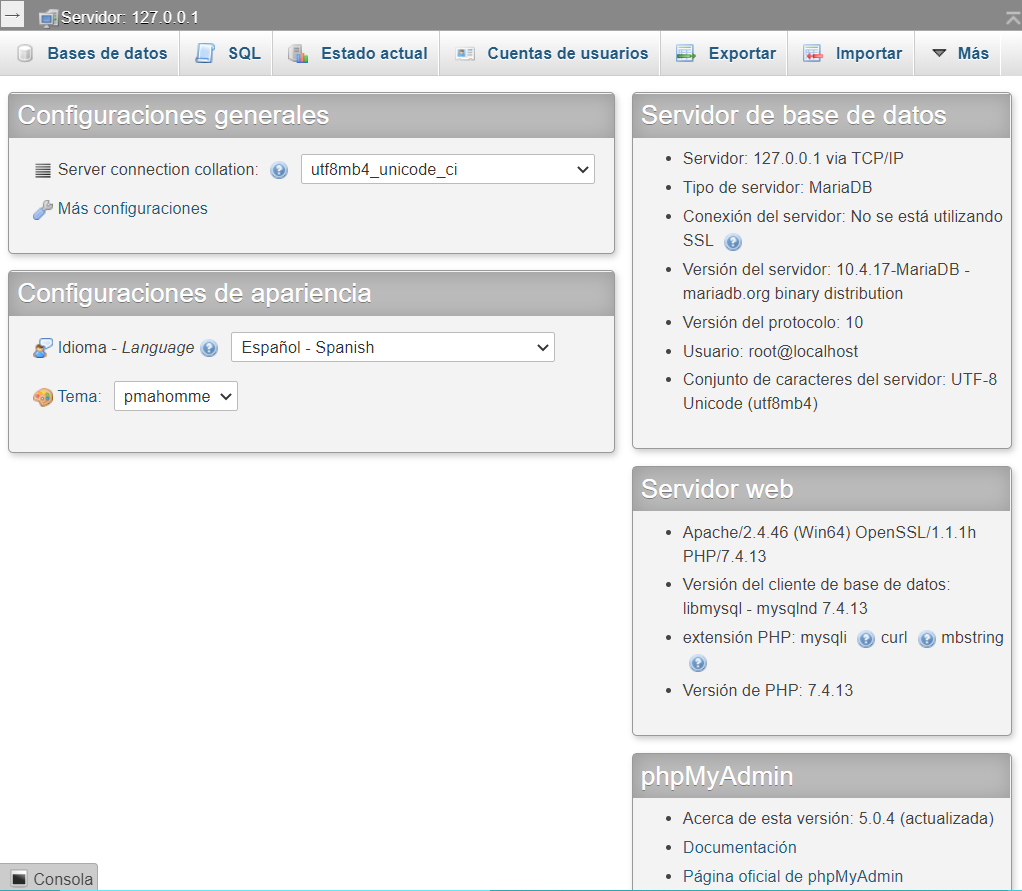 Servidor: 127.0.0.1
Bases de datos SQL Estado actual Cuentas de usuarios Exportar Importar Más
Configuraciones generales
Server connection collation: utf8mb4_unicode_ci
Más configuraciones
Configuraciones de apariencia
Idioma - Language Español - Spanish
Tema: pmahomme
Servidor de base de datos
Servidor: 127.0.0.1 via TCP/IP
Tipo de servidor: MariaDB
Conexión del servidor: No se está utilizando
SSL
Versión del servidor: 10.4.17-MariaDB -
mariadb.org binary distribution
Versión del protocolo: 10
Usuario: root@localhost
Conjunto de caracteres del servidor: UTF-8
Unicode (utf8mb4)
Servidor web
Apache/2.4.46 (Win64) OpenSSL/1.1.1h
PHP/7.4.13
Versión del cliente de base de datos:
libmysql - mysqlnd 7.4.13
extensión PHP: mysqli curl mbstring
Versión de PHP: 7.4.13
phpMyAdmin
Acerca de esta versión: 5.0.4 (actualizada)
Documentación
Página oficial de phpMyAdmin
Consola